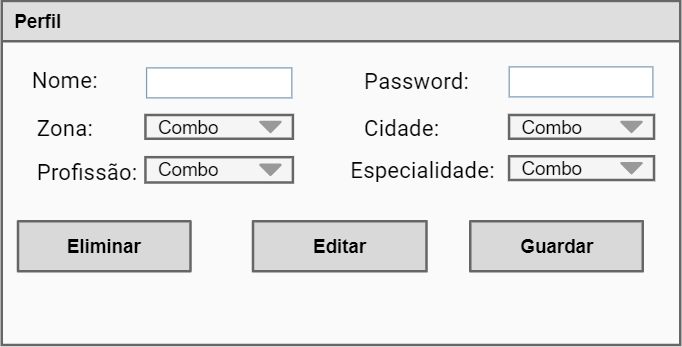 Perfil
Nome: Password:
Zona: Combo Cidade: Combo
Profissão: Combo Especialidade: Combo
Eliminar Editar Guardar